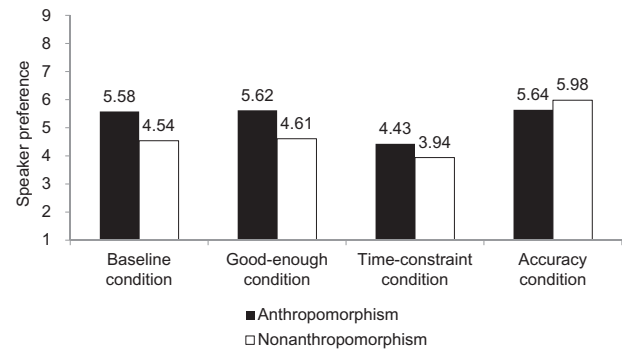 9
8
7
6
5
4
3
2
1
Speaker preference
5.58
4.54
5.62
4.61
4.43
3.94
5.64
5.98
Baseline
condition
Good-enough
condition
Time-constraint
condition
Accuracy
condition
Anthropomorphism
Nonanthropomorphism